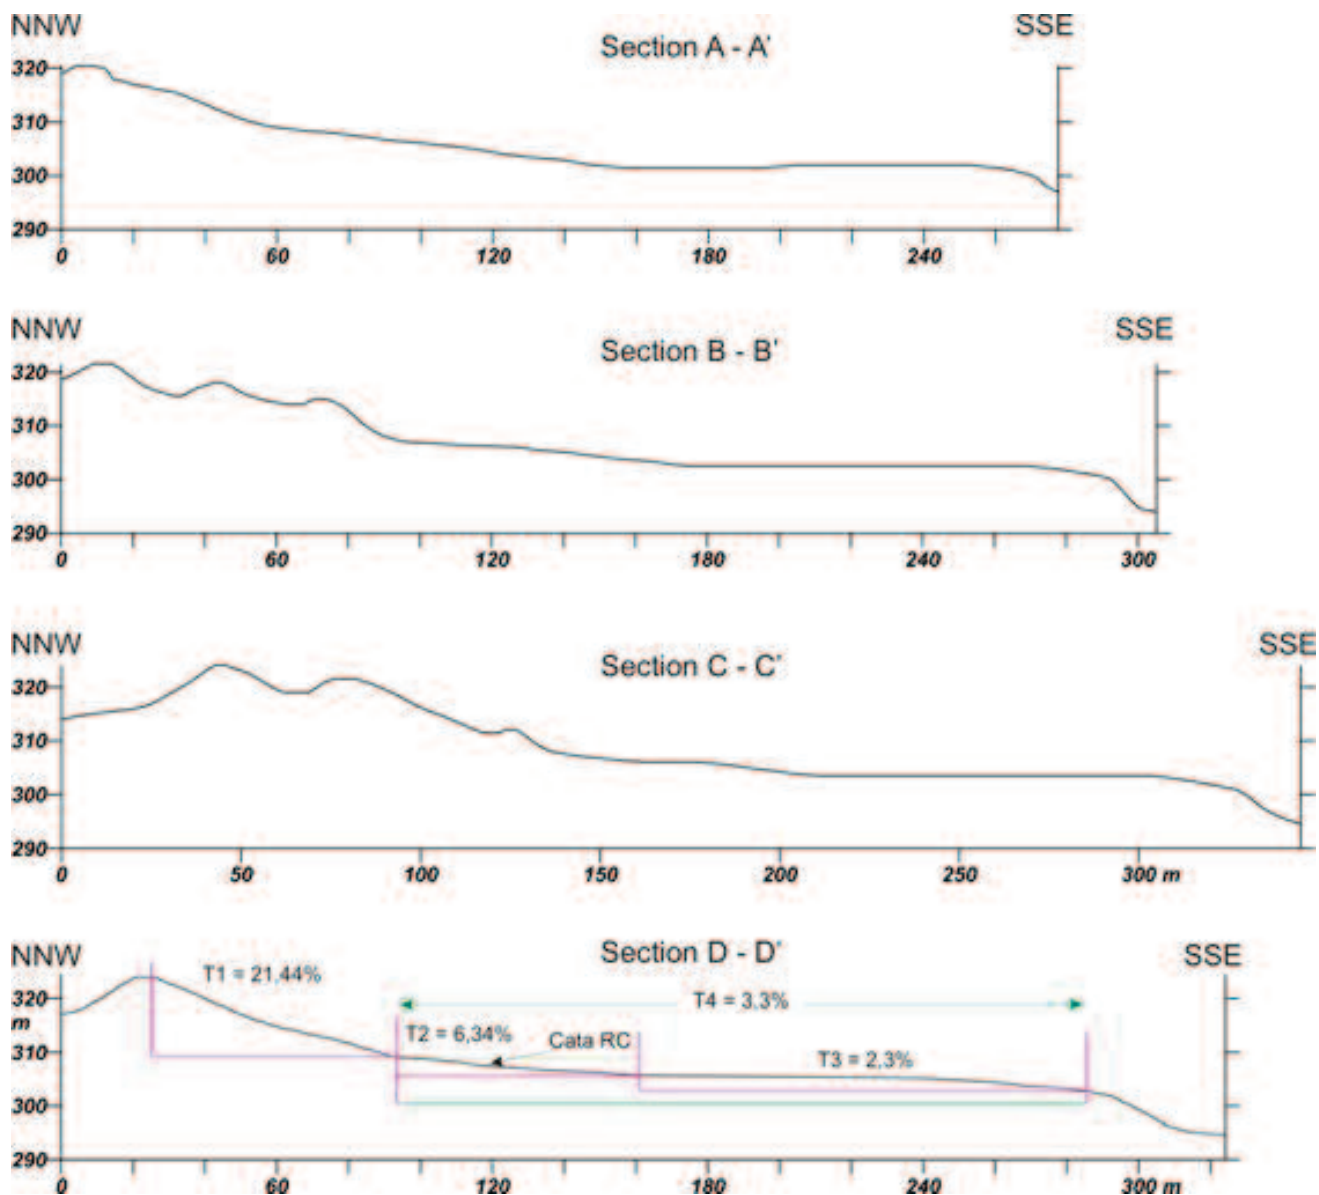 NNW SSE
Section A - A'
320
310
300
290
0 60 120 180 240
NNW SSE
Section B - B'
320
310
300
290
0 60 120 180 240 300
NNW SSE
Section C - C'
320
310
300
290
0 50 100 150 200 250 300 m
NNW Section D - D' SSE
T1 = 21,44%
320 T4 = 3.3%
m
T2 = 6,34% Cata RC
310 T3 = 2,3%
300
290
0 60 120 180 240 300 m